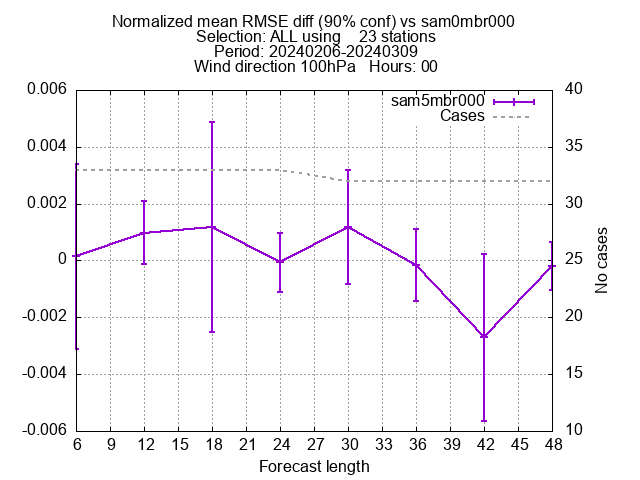 Normalized mean RMSE diff (90% conf) vs sam0mbr000
Selection: ALL using    23 stations
Period: 20240206-20240309
Wind direction 100hPa   Hours: 00
sam5mbr000
Cases
0.006
0.004
0.002
0
-0.002
-0.004
-0.006
40
35
30
25
20
15
10
No cases
6 9 12 15 18 21 24 27 30 33 36 39 42 45 48
Forecast length